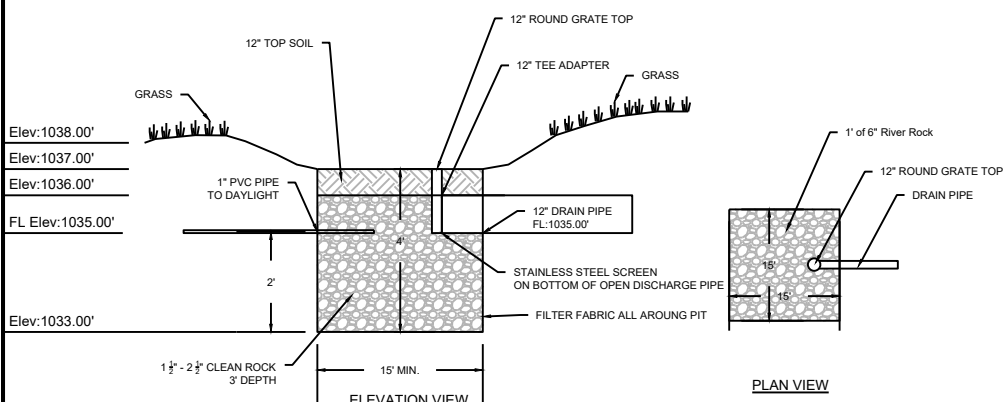 12" ROUND GRATE TOP
12" TOP SOIL
12" TEE ADAPTER
GRASS
GRASS
Elev:1038.00'
Elev:1037.00'
Elev:1036.00'
FL Elev:1035.00'
Elev:1033.00'
1" PVC PIPE
TO DAYLIGHT
4'
2'
12" DRAIN PIPE
FL:1035.00'
STAINLESS STEEL SCREEN
ON BOTTOM OF OPEN DISCHARGE PIPE
FILTER FABRIC ALL AROUNG PIT
1 1/2" - 2 1/2" CLEAN ROCK
3' DEPTH
15' MIN.
ELEVATION VIEW
1' of 6" River Rock
12" ROUND GRATE TOP
DRAIN PIPE
15'
15'
PLAN VIEW